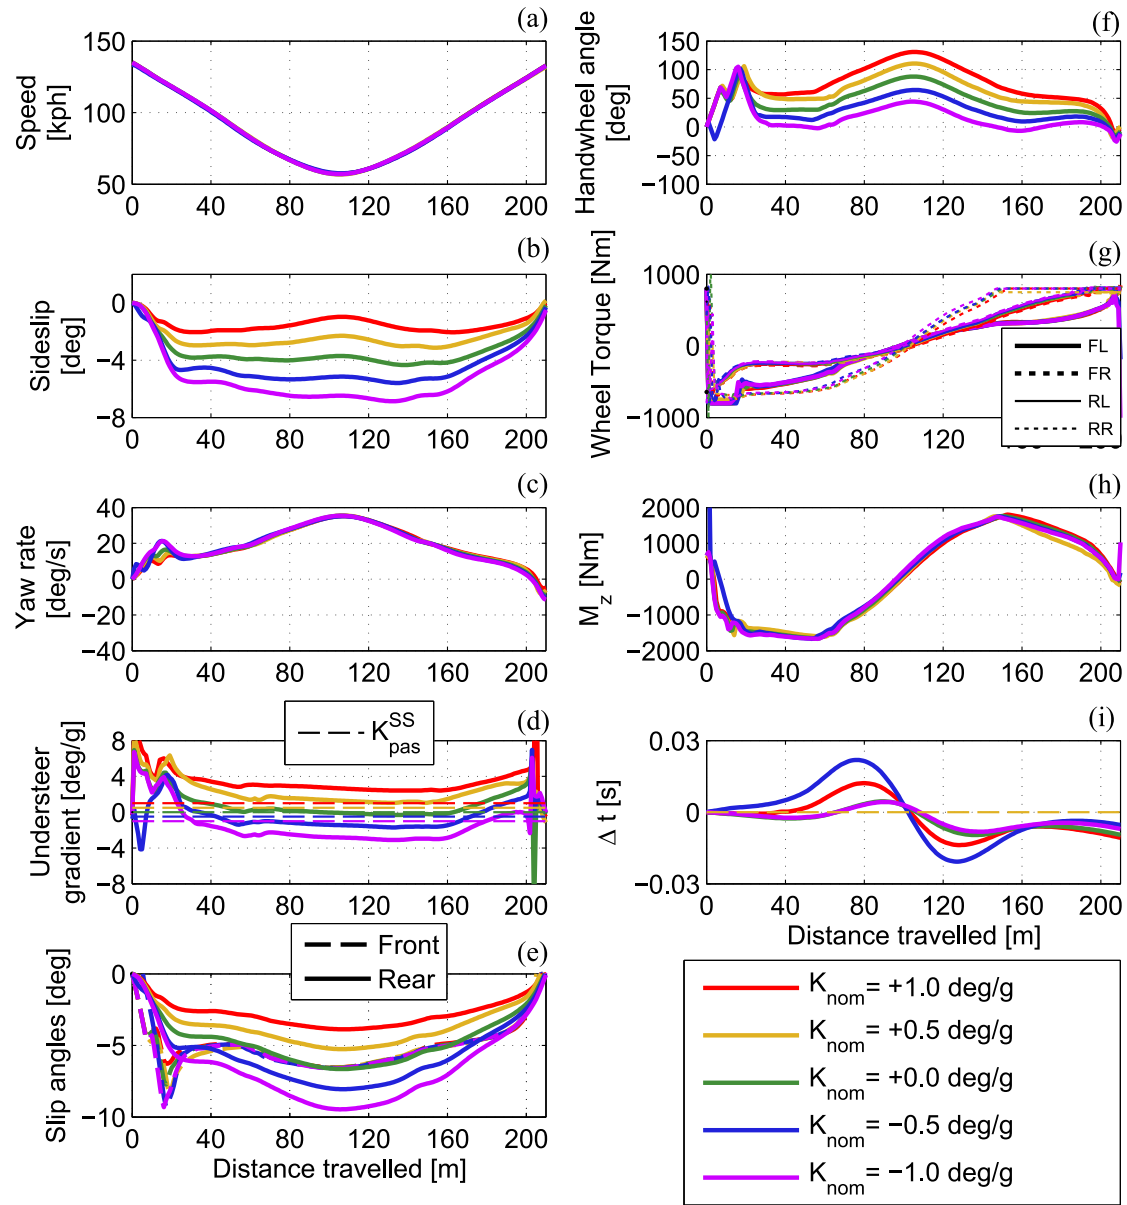 (a)
150
100
50
Speed
[kph]
0 40 80 120 160 200
(b)
0
−4
−8
Sideslip
[deg]
0 40 80 120 160 200
(c)
40
20
0
−20
−40
Yaw rate
[deg/s]
0 40 80 120 160 200
K_pas^SS
(d)
8
4
0
−4
−8
Understeer
gradient [deg/g]
0 40 80 120 160 200
Front
Rear
(e)
0
−5
−10
Slip angles [deg]
0 40 80 120 160 200
Distance travelled [m]
(f)
150
100
50
0
−50
−100
Handwheel angle
[deg]
0 40 80 120 160 200
(g)
1000
0
−1000
Wheel Torque [Nm]
FL
FR
RL
RR
0 40 80 120 160 200
(h)
2000
1000
0
−1000
−2000
M_z [Nm]
0 40 80 120 160 200
(i)
0.03
0
−0.03
Δ t [s]
0 40 80 120 160 200
Distance travelled [m]
K_nom= +1.0 deg/g
K_nom= +0.5 deg/g
K_nom= +0.0 deg/g
K_nom= −0.5 deg/g
K_nom= −1.0 deg/g